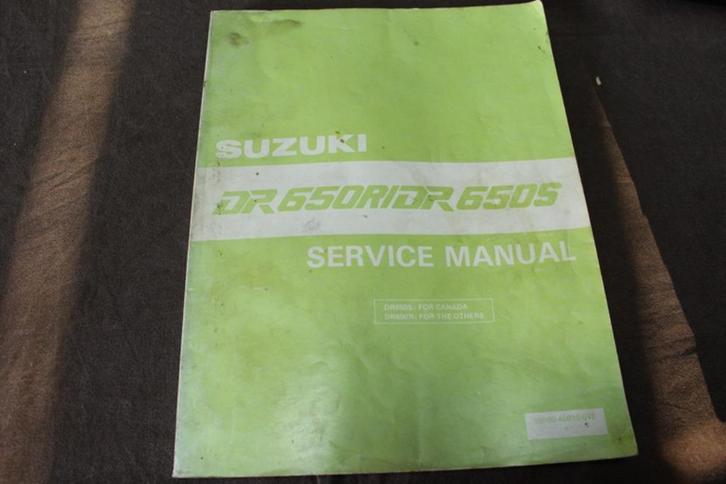 SUZUKI
DR650R/DR650S
SERVICE MANUAL
DR650S: FOR CANADA
DR650R: FOR THE OTHERS